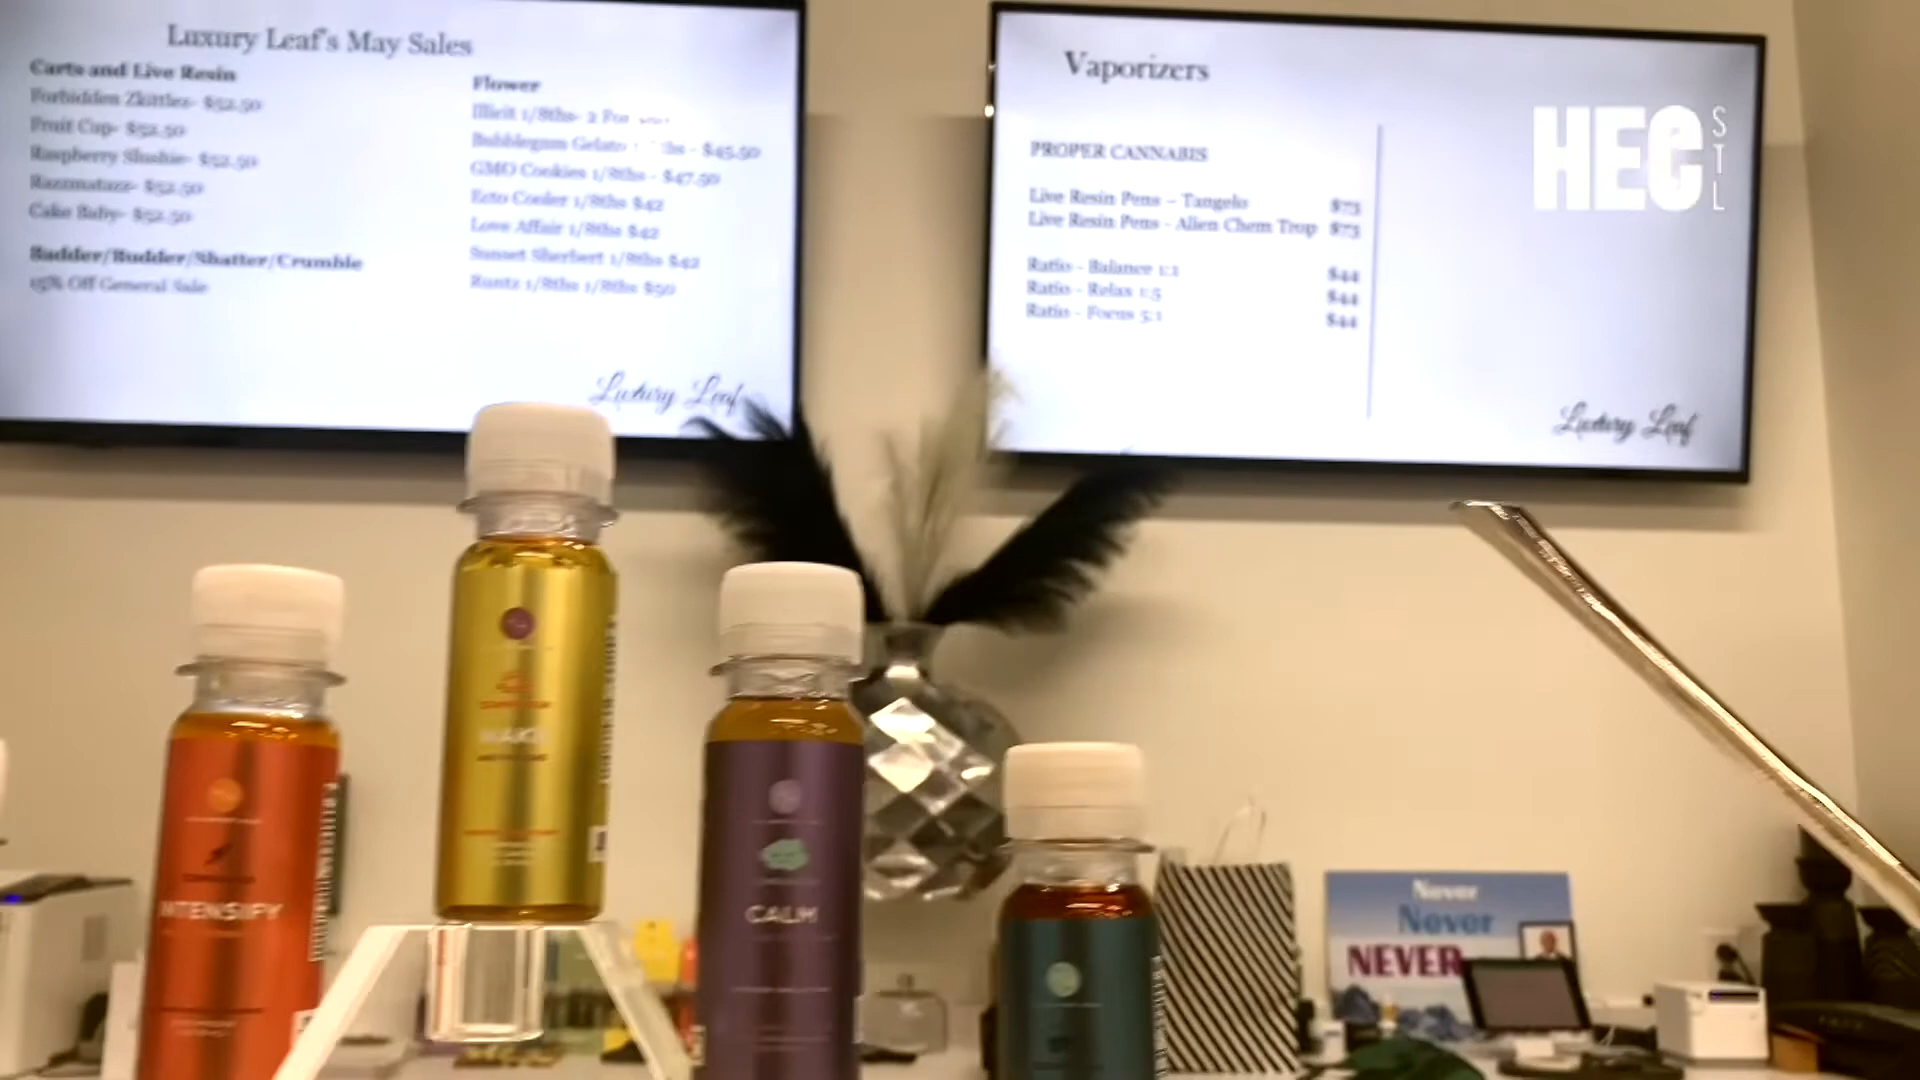 Luxury Leaf's May Sales
Carts and Live Resin
Forbidden Zkittlez- $52.50
Fruit Cup- $52.50
Raspberry Slushie- $52.50
Razzmatazz- $52.50
Cake Baby- $52.50
Badder/Budder/Shatter/Crumble
15% Off General Sale
Flower
Illicit 1/8ths- 2 For
Bubblegum Gelato - $45.50
GMO Cookies 1/8ths - $47.50
Ecto Cooler 1/8ths $42
Love Affair 1/8ths $42
Sunset Sherbert 1/8ths $42
Runtz 1/8ths 1/8ths $50
Luxury Leaf
Vaporizers
PROPER CANNABIS
Live Resin Pens – Tangelo $75
Live Resin Pens - Alien Chem Trop $75
Ratio - Balance 1:1 $44
Ratio - Relax 1:5 $44
Ratio - Focus 5:1 $44
Luxury Leaf
HEC STL
NTENSIFY
CALM
Never
Never
NEVER